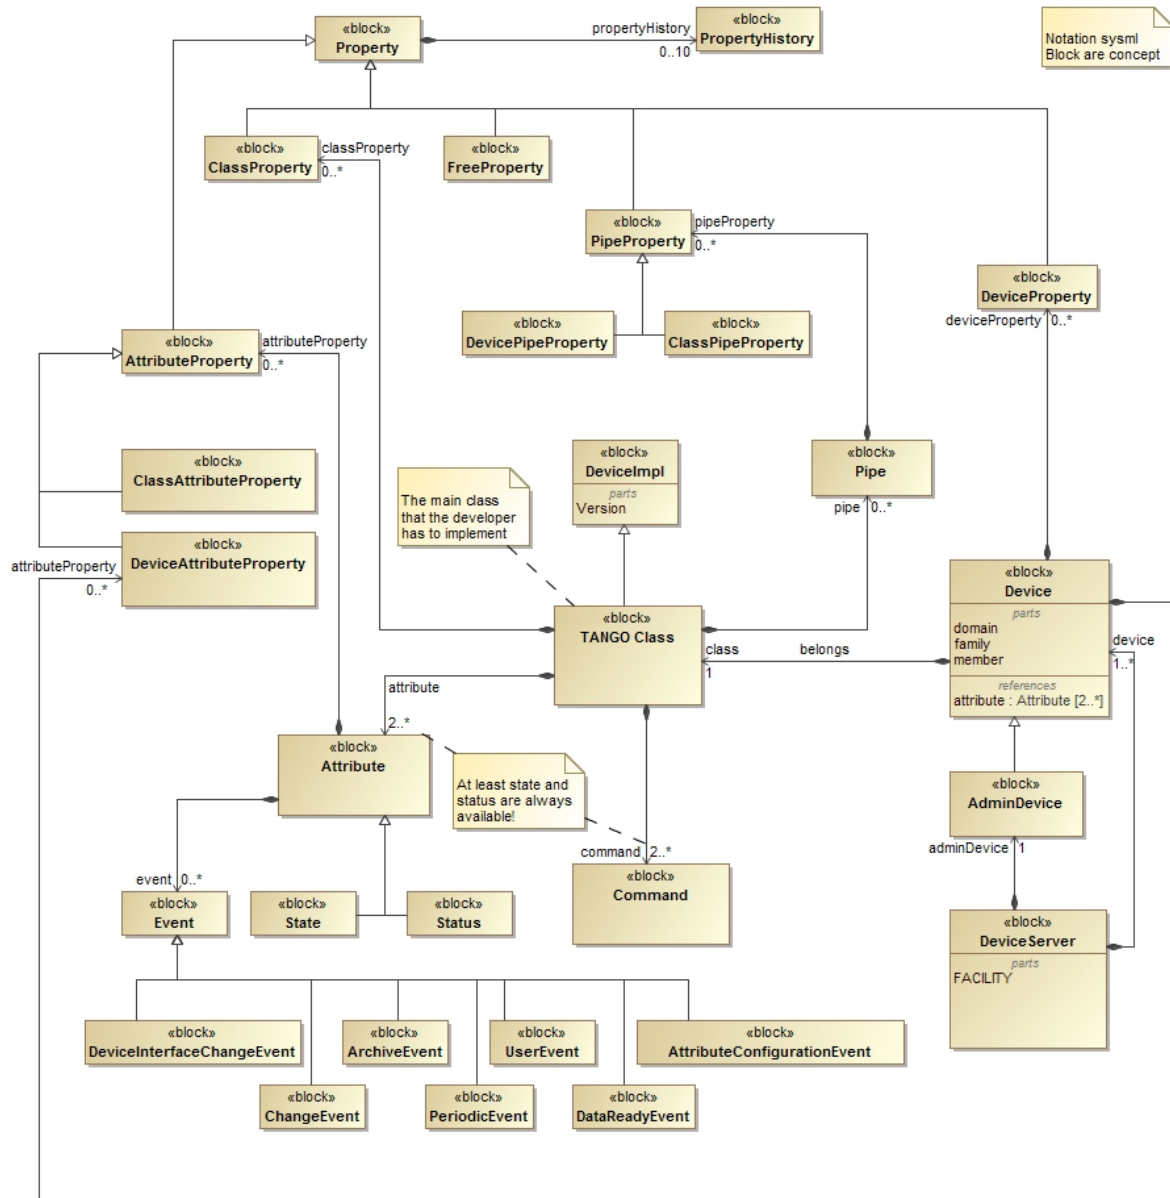 «block»
Property
propertyHistory
0..10
«block»
PropertyHistory
Notation sysml
Block are concept
«block»
ClassProperty
classProperty
0..*
«block»
FreeProperty
«block»
PipeProperty
pipeProperty
0..*
«block»
DeviceProperty
deviceProperty
0..*
«block»
DevicePipeProperty
«block»
ClassPipeProperty
«block»
AttributeProperty
attributeProperty
0..*
«block»
ClassAttributeProperty
«block»
DeviceAttributeProperty
attributeProperty
0..*
The main class
that the developer
has to implement
«block»
DeviceImpl
parts
Version
«block»
Pipe
pipe
0..*
«block»
TANGO Class
class
1
belongs
«block»
Device
parts
domain
family
member
references
attribute : Attribute [2..*]
device
1..*
attribute
2..*
«block»
Attribute
At least state and
status are always
available!
command
2..*
«block»
Command
«block»
AdminDevice
adminDevice
1
«block»
DeviceServer
parts
FACILITY
event
0..*
«block»
Event
«block»
State
«block»
Status
«block»
DeviceInterfaceChangeEvent
«block»
ArchiveEvent
«block»
UserEvent
«block»
AttributeConfigurationEvent
«block»
ChangeEvent
«block»
PeriodicEvent
«block»
DataReadyEvent